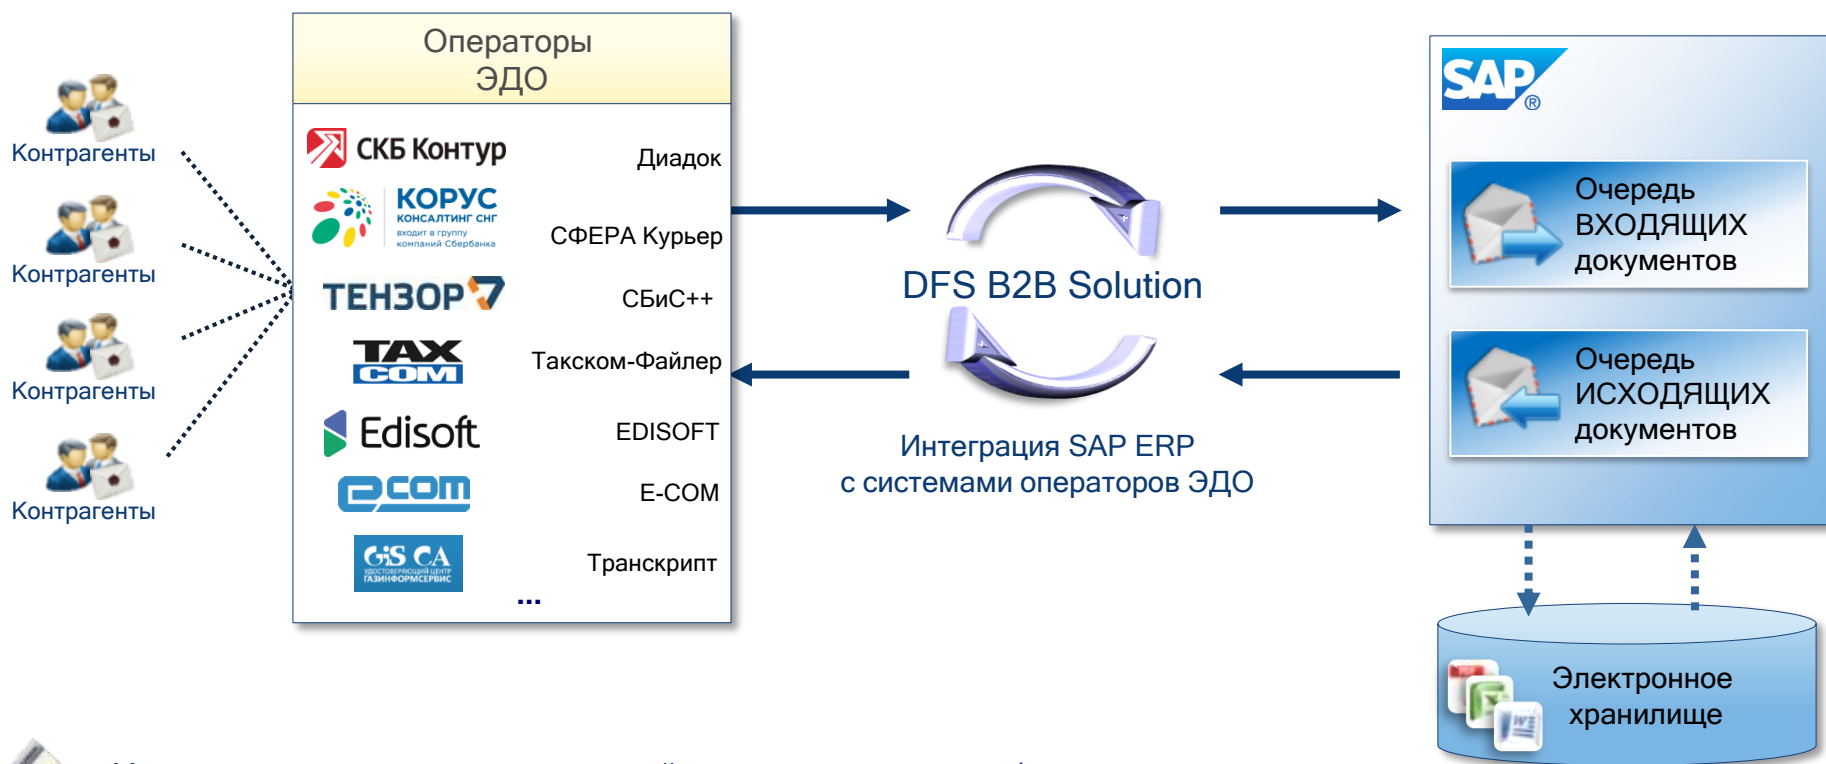 Операторы
ЭДО
Контрагенты
Контрагенты
Контрагенты
Контрагенты
СКБ Контур
Диадок
КОРУС
КОНСАЛТИНГ СНГ
входит в группу
компаний Сбербанка
СФЕРА Курьер
ТЕНЗОР
СБиС++
TAX
COM
Такском-Файлер
Edisoft
EDISOFT
e.com
E-COM
GiS CA
УДОСТОВЕРЯЮЩИЙ ЦЕНТР
ГАЗИНФОРМСЕРВИС
Транскрипт
...
DFS B2B Solution
Интеграция SAP ERP
с системами операторов ЭДО
SAP®
Очередь
ВХОДЯЩИХ
документов
Очередь
ИСХОДЯЩИХ
документов
PDF
W
Электронное
хранилище